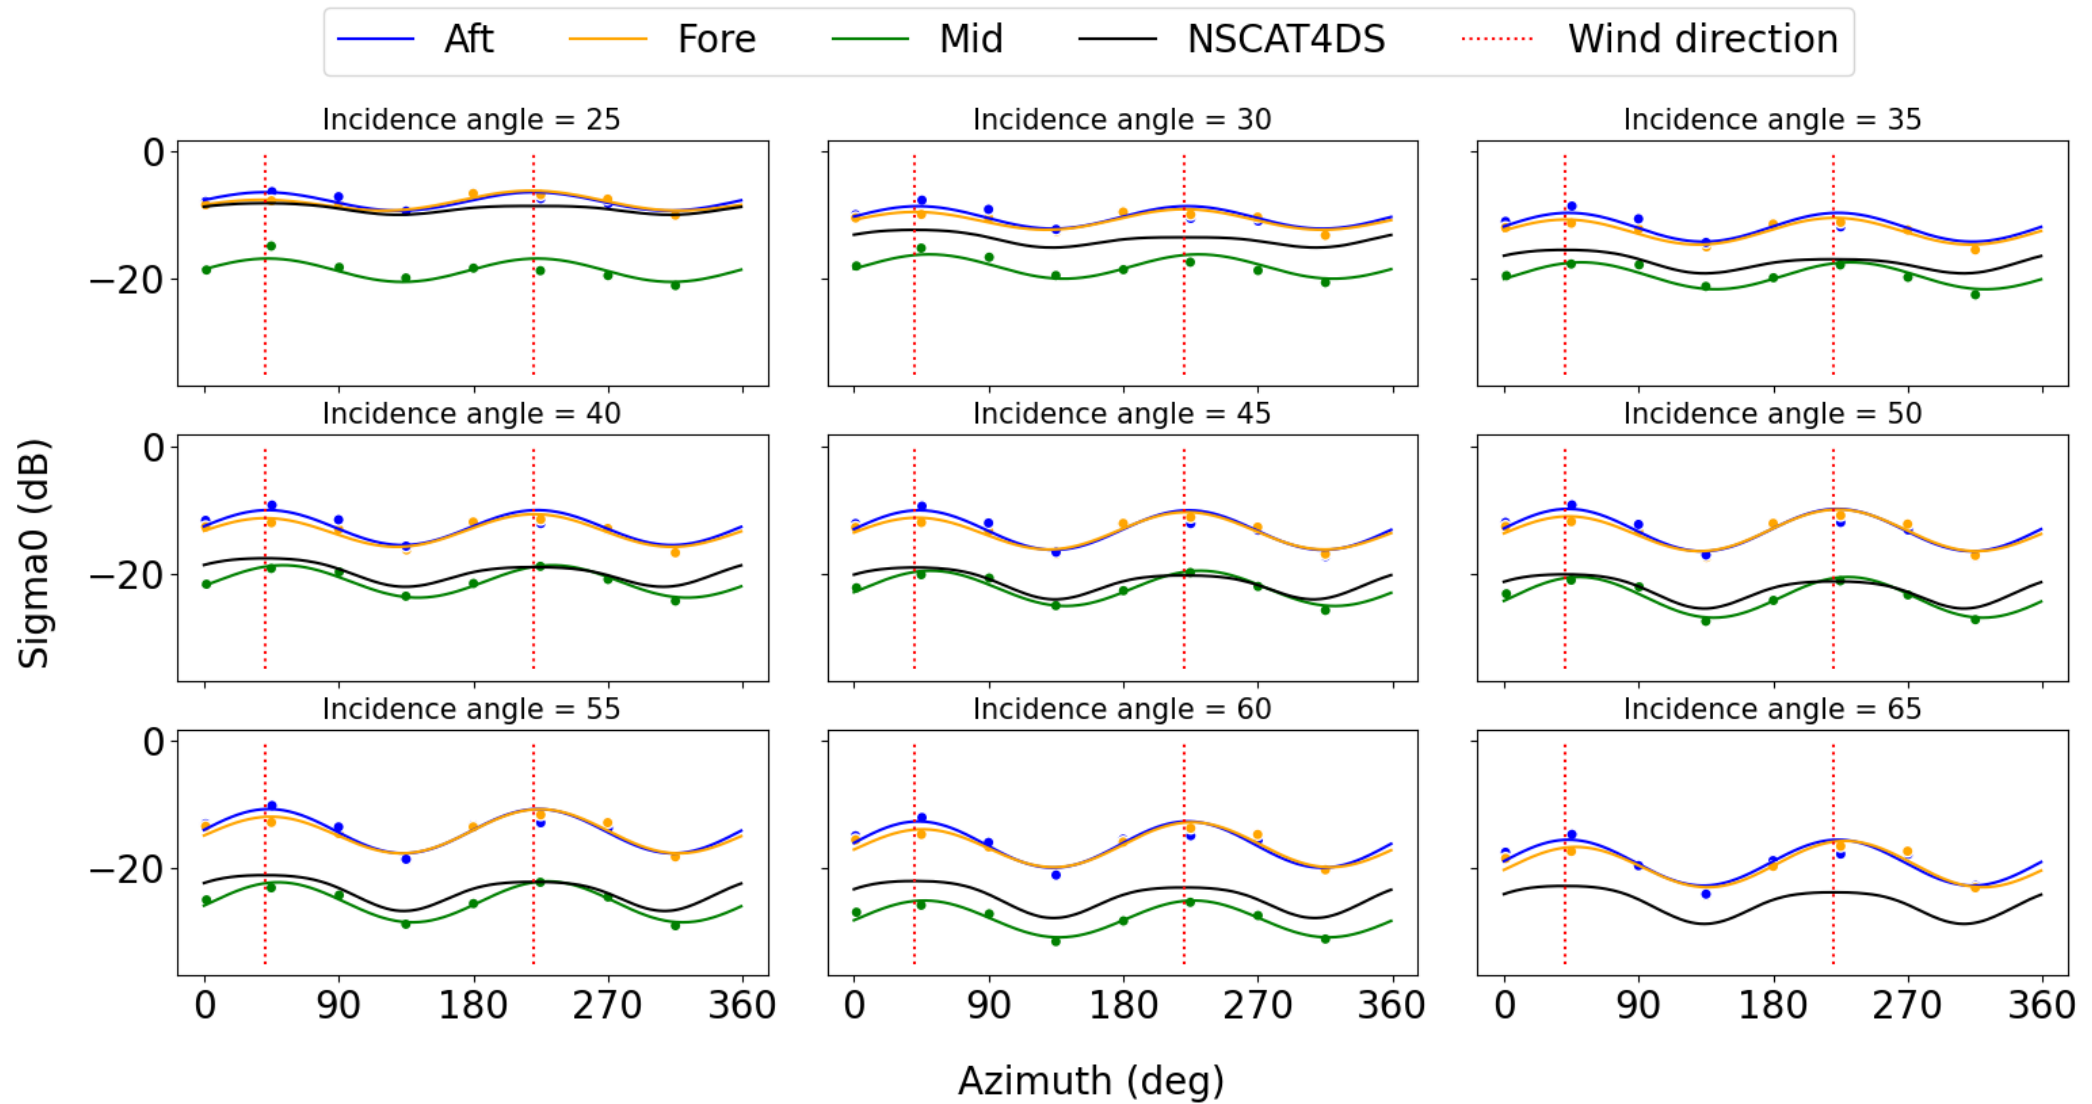 Aft Fore Mid NSCAT4DS Wind direction
Incidence angle = 25 Incidence angle = 30 Incidence angle = 35
0
−20
Incidence angle = 40 Incidence angle = 45 Incidence angle = 50
0
−20
Sigma0 (dB)
Incidence angle = 55 Incidence angle = 60 Incidence angle = 65
0
−20
0 90 180 270 360 0 90 180 270 360 0 90 180 270 360
Azimuth (deg)